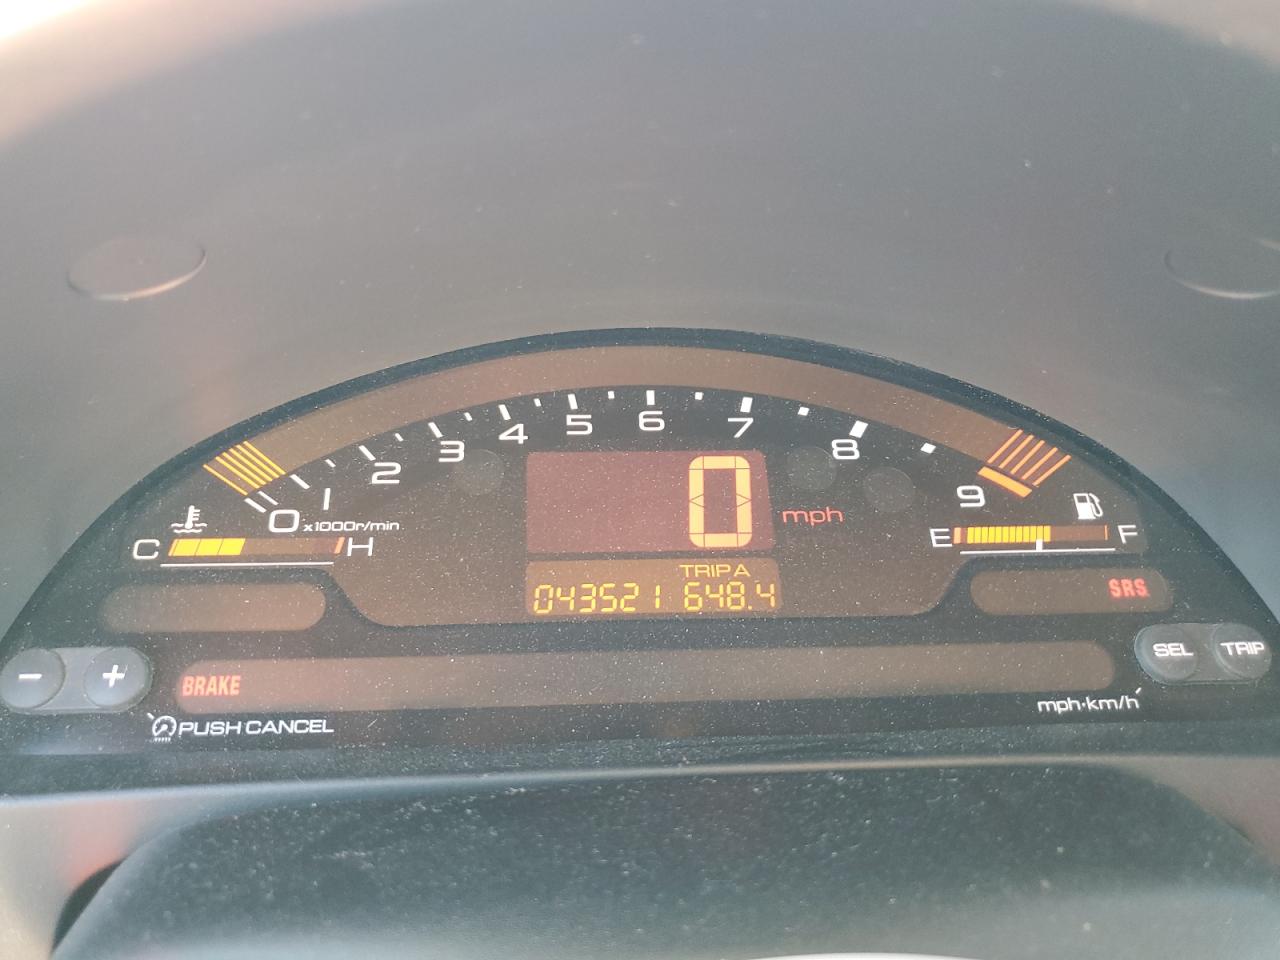 0 1 2 3 4 5 6 7 8 9
x1000r/min
C H
0 mph
E F
TRIP A
043521 648.4
SRS
BRAKE
- +
SEL TRIP
PUSH CANCEL
mph·km/h